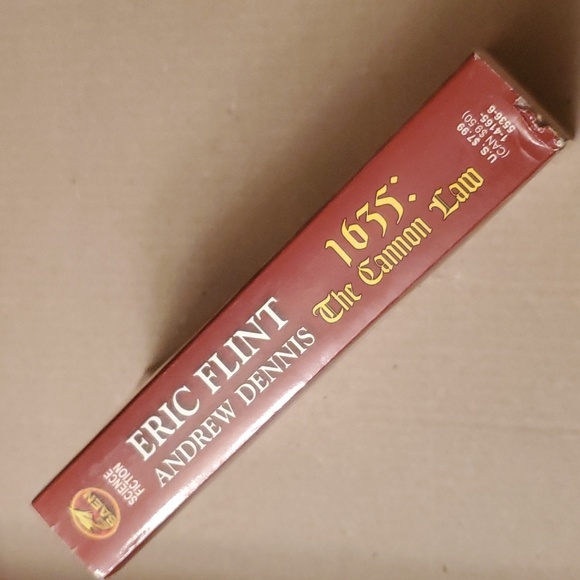 BAEN
SCIENCE
FICTION
ERIC FLINT
ANDREW DENNIS
1635:
The Cannon Law
U.S. $7.99
(CAN $9.50)
1-4165-
5536-6